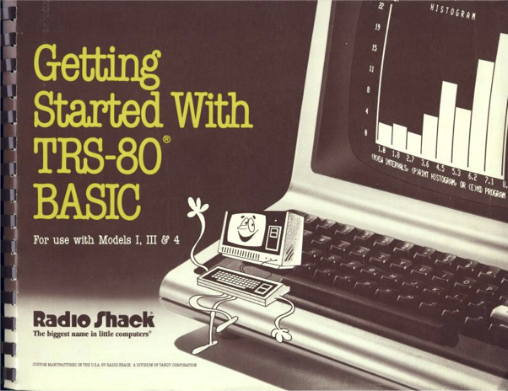 Getting
Started With
TRS-80®
BASIC
For use with Models I, III & 4
Radio Shack
The biggest name in little computers®
CUSTOM MANUFACTURED IN THE U.S.A. BY RADIO SHACK A DIVISION OF TANDY CORPORATION
HISTOGRAM
22
19
15
11
8
4
0
1.0 1.8 2.7 3.6 4.5 5.3 6.2 7.1
INTERVALS, (P)RINT HISTOGRAM, OR (E)ND PROGRAM